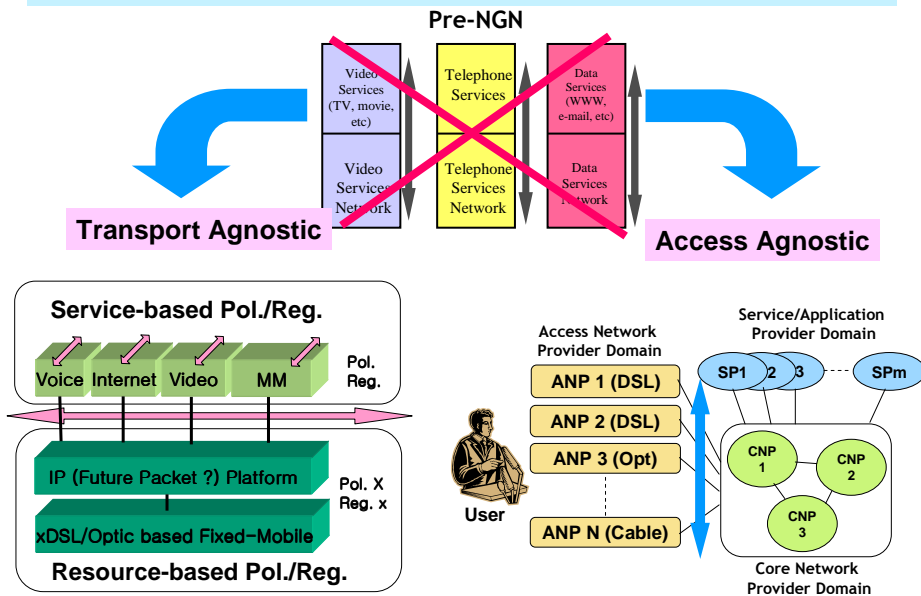 Pre-NGN
Video
Services
(TV, movie,
etc)
Video
Services
Network
Telephone
Services
Telephone
Services
Network
Data
Services
(WWW,
e-mail, etc)
Data
Services
Network
Transport Agnostic
Access Agnostic
Service-based Pol./Reg.
Voice
Internet
Video
MM
Pol.
Reg.
IP (Future Packet ?) Platform
Pol. X
Reg. x
xDSL/Optic based Fixed-Mobile
Resource-based Pol./Reg.
Access Network
Provider Domain
ANP 1 (DSL)
ANP 2 (DSL)
ANP 3 (Opt)
ANP N (Cable)
User
Service/Application
Provider Domain
SP1
2
3
SPm
CNP
1
CNP
2
CNP
3
Core Network
Provider Domain